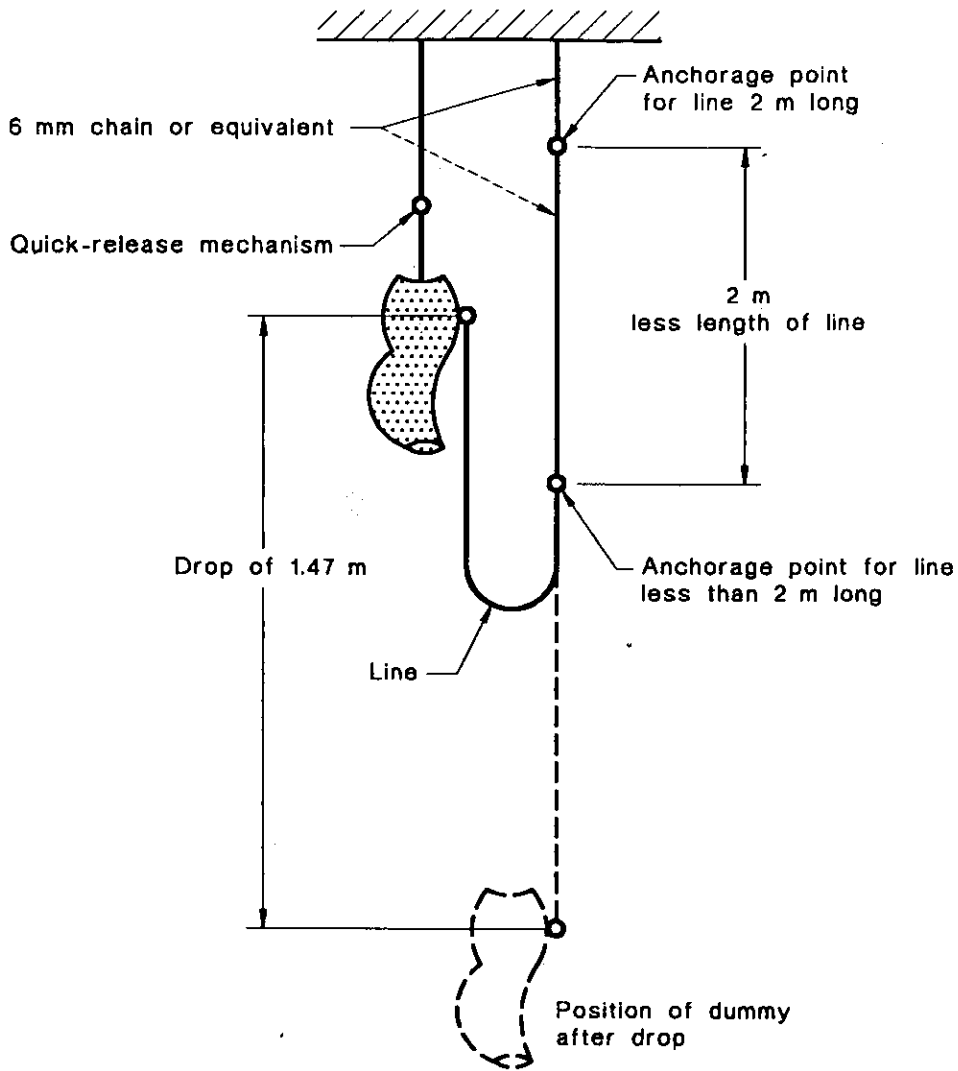 Anchorage point
for line 2 m long
6 mm chain or equivalent
Quick-release mechanism
2 m
less length of line
Drop of 1.47 m
Anchorage point for line
less than 2 m long
Line
Position of dummy
after drop